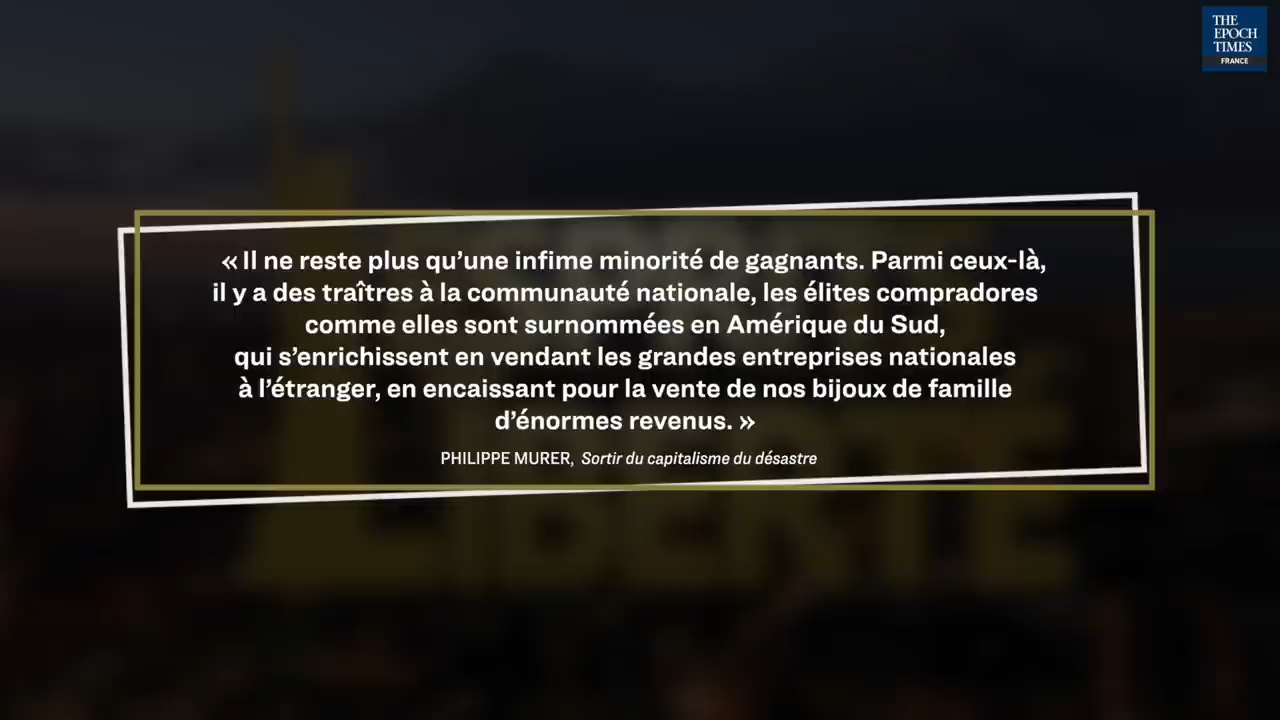 THE
EPOCH
TIMES
FRANCE
« Il ne reste plus qu’une infime minorité de gagnants. Parmi ceux-là,
il y a des traîtres à la communauté nationale, les élites compradores
comme elles sont surnommées en Amérique du Sud,
qui s’enrichissent en vendant les grandes entreprises nationales
à l’étranger, en encaissant pour la vente de nos bijoux de famille
d’énormes revenus. »
PHILIPPE MURER, Sortir du capitalisme du désastre
LIBERTÉ